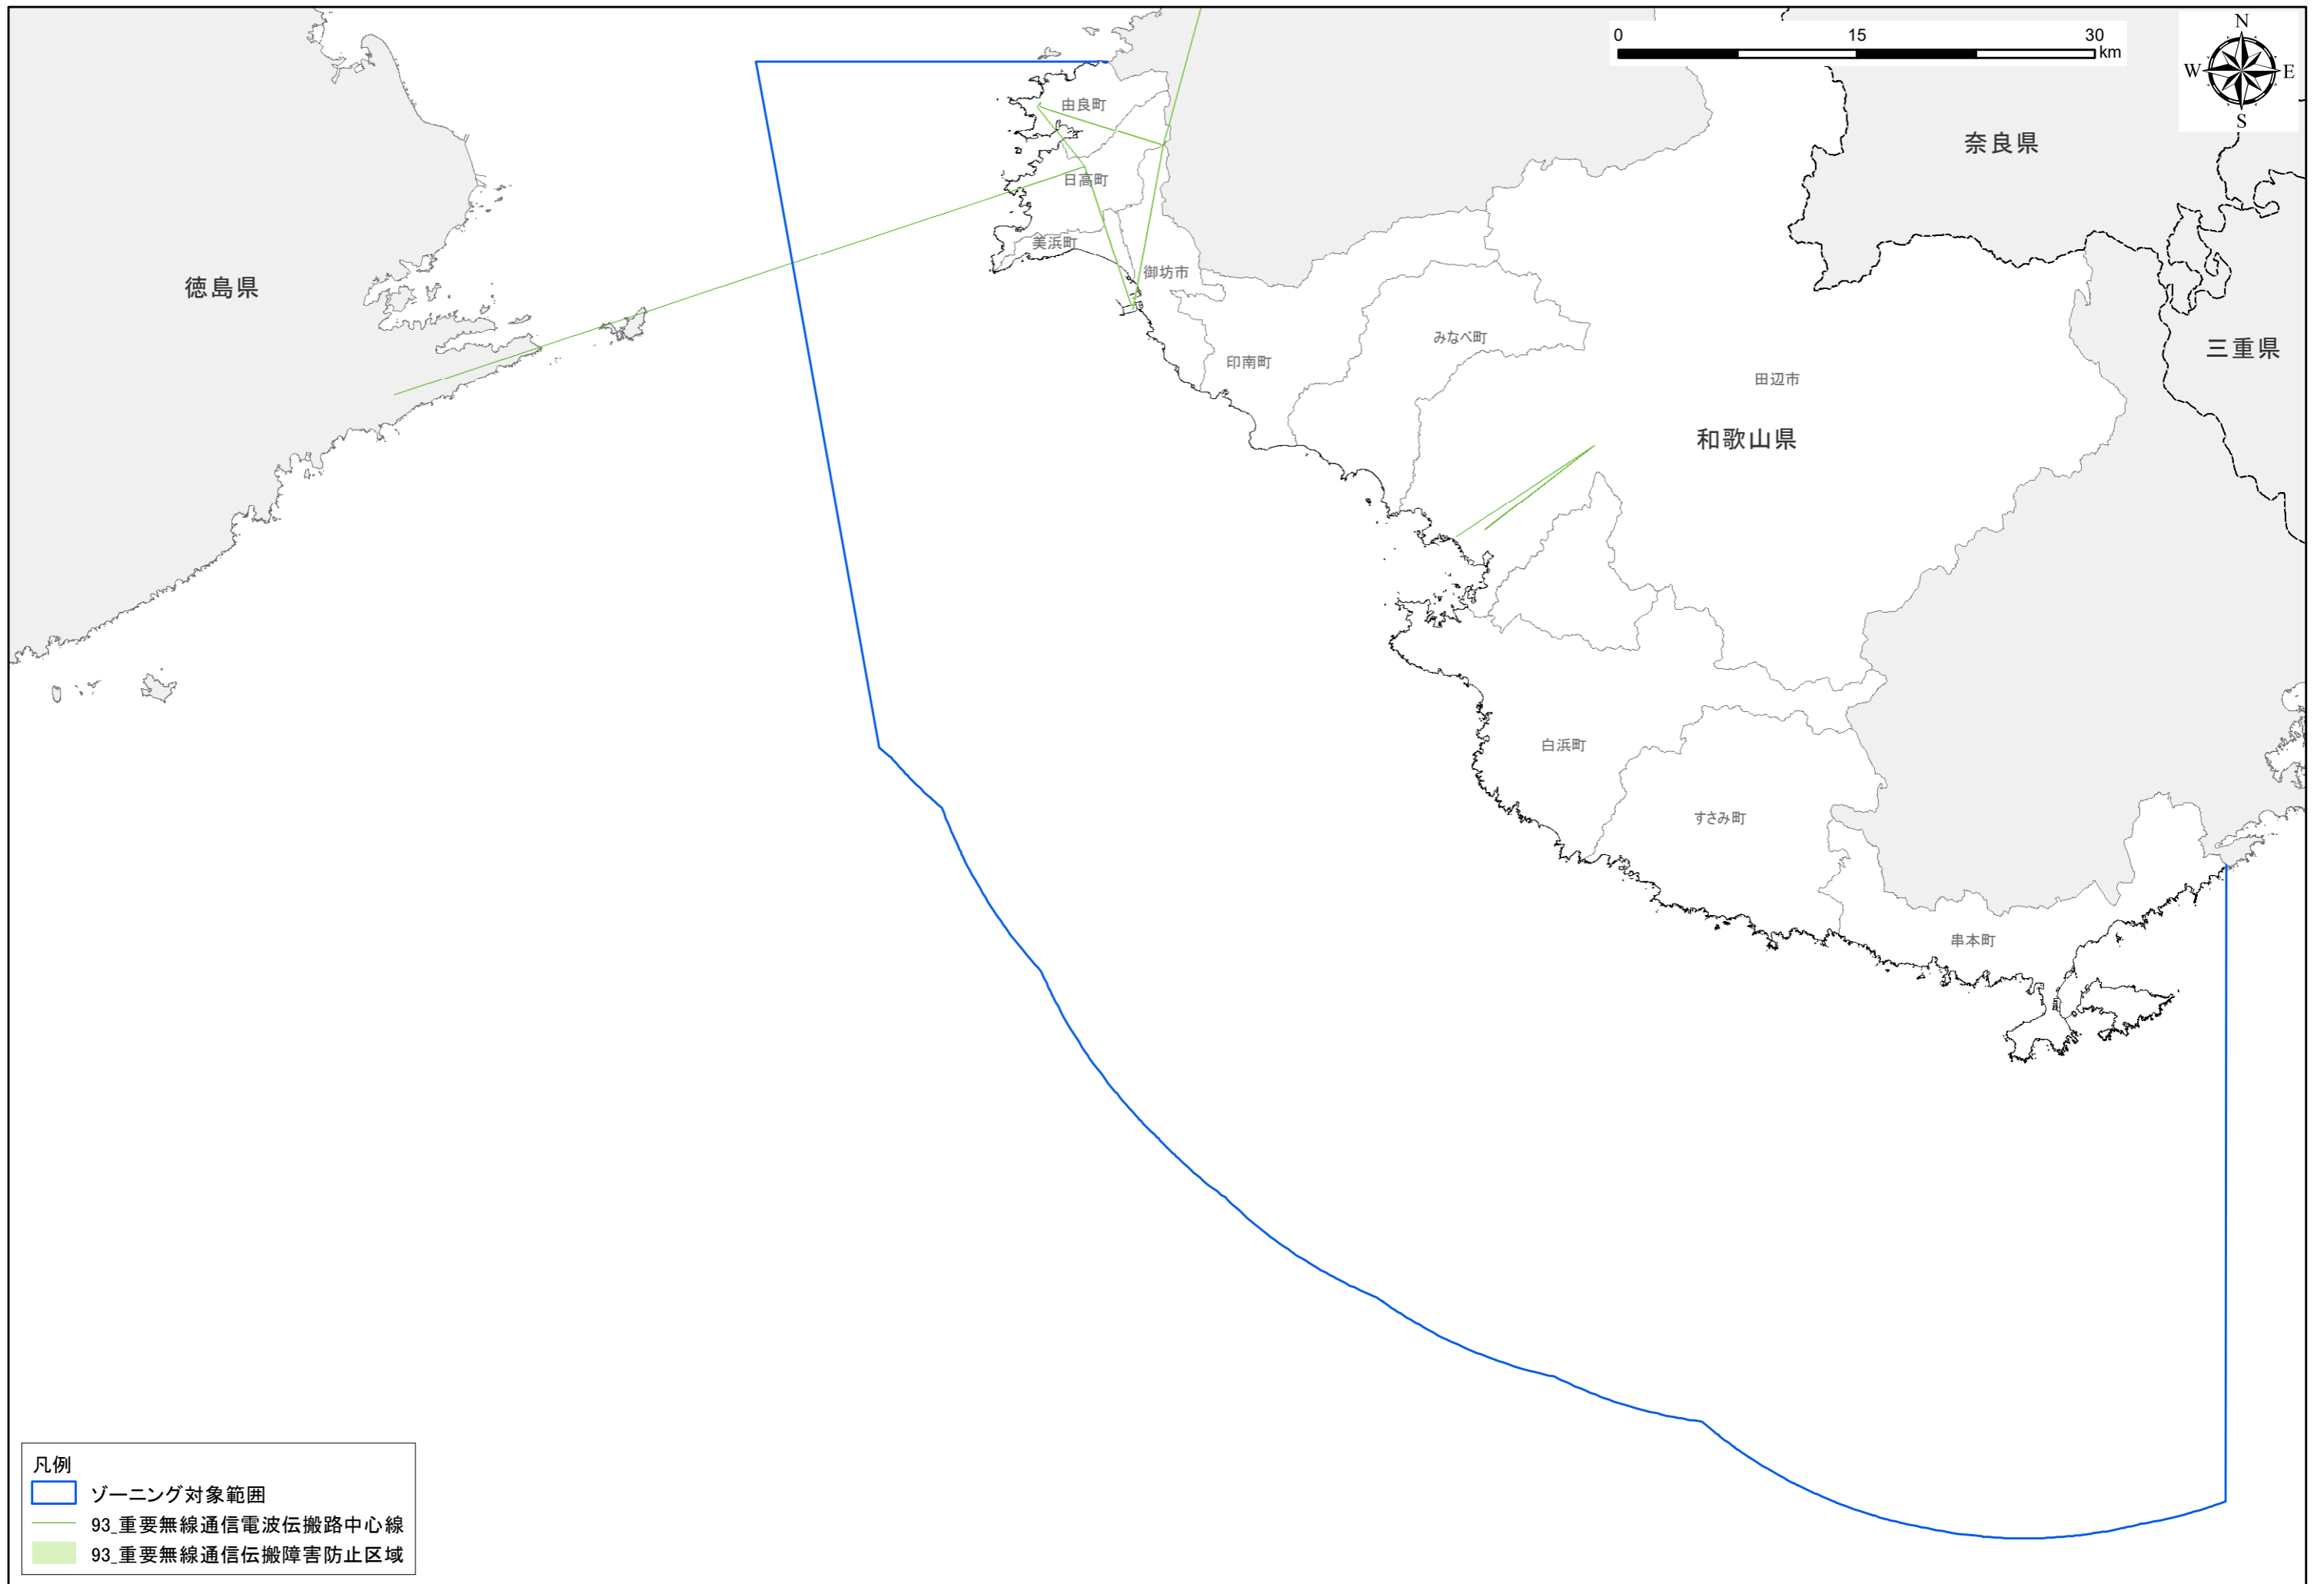 0 15 30
km
N
W E
S
由良町
奈良県
日高町
美浜町
御坊市
徳島県
みなべ町
三重県
印南町
田辺市
和歌山県
白浜町
すさみ町
串本町
凡例
ゾーニング対象範囲
93_重要無線通信電波伝搬路中心線
93_重要無線通信伝搬障害防止区域